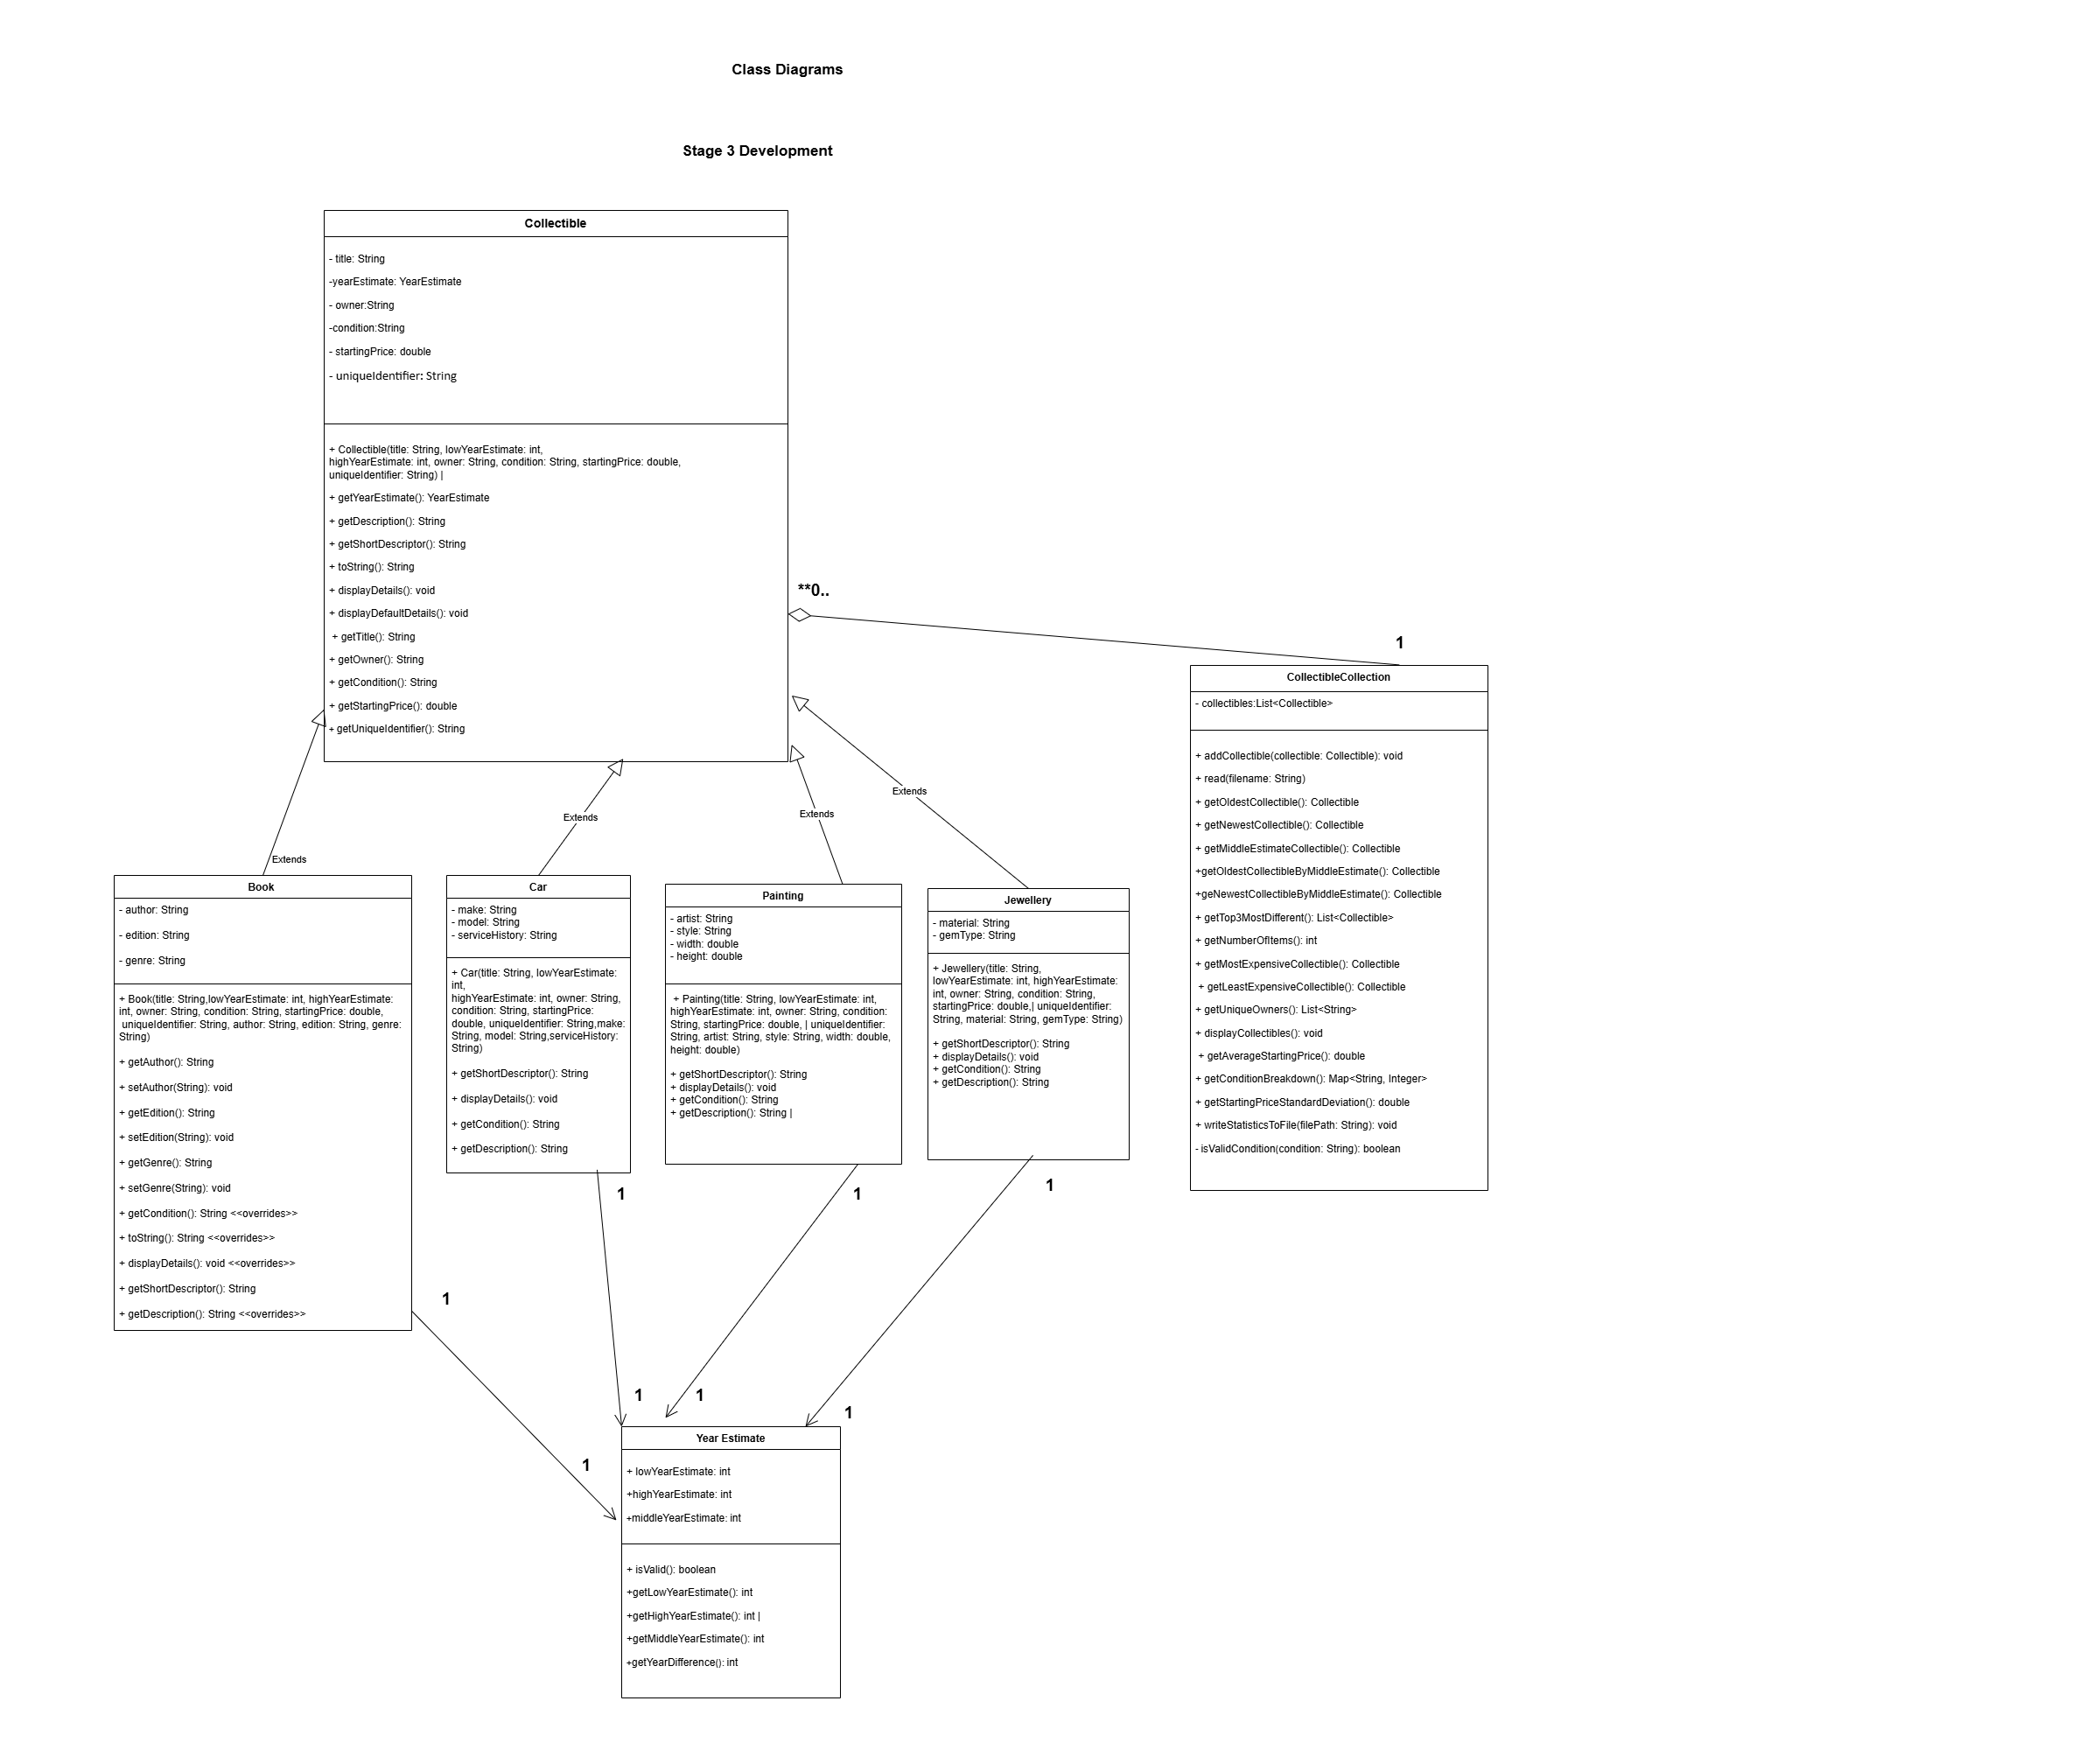 Class Diagrams
Stage 3 Development
Collectible
- title: String
-yearEstimate: YearEstimate
- owner:String
-condition:String
- startingPrice: double
- uniqueIdentifier: String
+ Collectible(title: String, lowYearEstimate: int,
highYearEstimate: int, owner: String, condition: String, startingPrice: double,
uniqueIdentifier: String) |
+ getYearEstimate(): YearEstimate
+ getDescription(): String
+ getShortDescriptor(): String
+ toString(): String
+ displayDetails(): void
+ displayDefaultDetails(): void
+ getTitle(): String
+ getOwner(): String
+ getCondition(): String
+ getStartingPrice(): double
+ getUniqueIdentifier(): String
**0..
1
CollectibleCollection
- collectibles:List<Collectible>
+ addCollectible(collectible: Collectible): void
+ read(filename: String)
+ getOldestCollectible(): Collectible
+ getNewestCollectible(): Collectible
+ getMiddleEstimateCollectible(): Collectible
+getOldestCollectibleByMiddleEstimate(): Collectible
+geNewestCollectibleByMiddleEstimate(): Collectible
+ getTop3MostDifferent(): List<Collectible>
+ getNumberOfItems(): int
+ getMostExpensiveCollectible(): Collectible
+ getLeastExpensiveCollectible(): Collectible
+ getUniqueOwners(): List<String>
+ displayCollectibles(): void
+ getAverageStartingPrice(): double
+ getConditionBreakdown(): Map<String, Integer>
+ getStartingPriceStandardDeviation(): double
+ writeStatisticsToFile(filePath: String): void
- isValidCondition(condition: String): boolean
Extends
Extends
Extends
Extends
Book
- author: String
- edition: String
- genre: String
+ Book(title: String,lowYearEstimate: int, highYearEstimate:
int, owner: String, condition: String, startingPrice: double,
uniqueIdentifier: String, author: String, edition: String, genre:
String)
+ getAuthor(): String
+ setAuthor(String): void
+ getEdition(): String
+ setEdition(String): void
+ getGenre(): String
+ setGenre(String): void
+ getCondition(): String <<overrides>>
+ toString(): String <<overrides>>
+ displayDetails(): void <<overrides>>
+ getShortDescriptor(): String
+ getDescription(): String <<overrides>>
Car
- make: String
- model: String
- serviceHistory: String
+ Car(title: String, lowYearEstimate:
int,
highYearEstimate: int, owner: String,
condition: String, startingPrice:
double, uniqueIdentifier: String,make:
String, model: String,serviceHistory:
String)
+ getShortDescriptor(): String
+ displayDetails(): void
+ getCondition(): String
+ getDescription(): String
Painting
- artist: String
- style: String
- width: double
- height: double
+ Painting(title: String, lowYearEstimate: int,
highYearEstimate: int, owner: String, condition:
String, startingPrice: double, | uniqueIdentifier:
String, artist: String, style: String, width: double,
height: double)
+ getShortDescriptor(): String
+ displayDetails(): void
+ getCondition(): String
+ getDescription(): String |
Jewellery
- material: String
- gemType: String
+ Jewellery(title: String,
lowYearEstimate: int, highYearEstimate:
int, owner: String, condition: String,
startingPrice: double,| uniqueIdentifier:
String, material: String, gemType: String)
+ getShortDescriptor(): String
+ displayDetails(): void
+ getCondition(): String
+ getDescription(): String
1
1
1
1
1
1
1
1
Year Estimate
+ lowYearEstimate: int
+highYearEstimate: int
+middleYearEstimate: int
+ isValid(): boolean
+getLowYearEstimate(): int
+getHighYearEstimate(): int |
+getMiddleYearEstimate(): int
+getYearDifference(): int